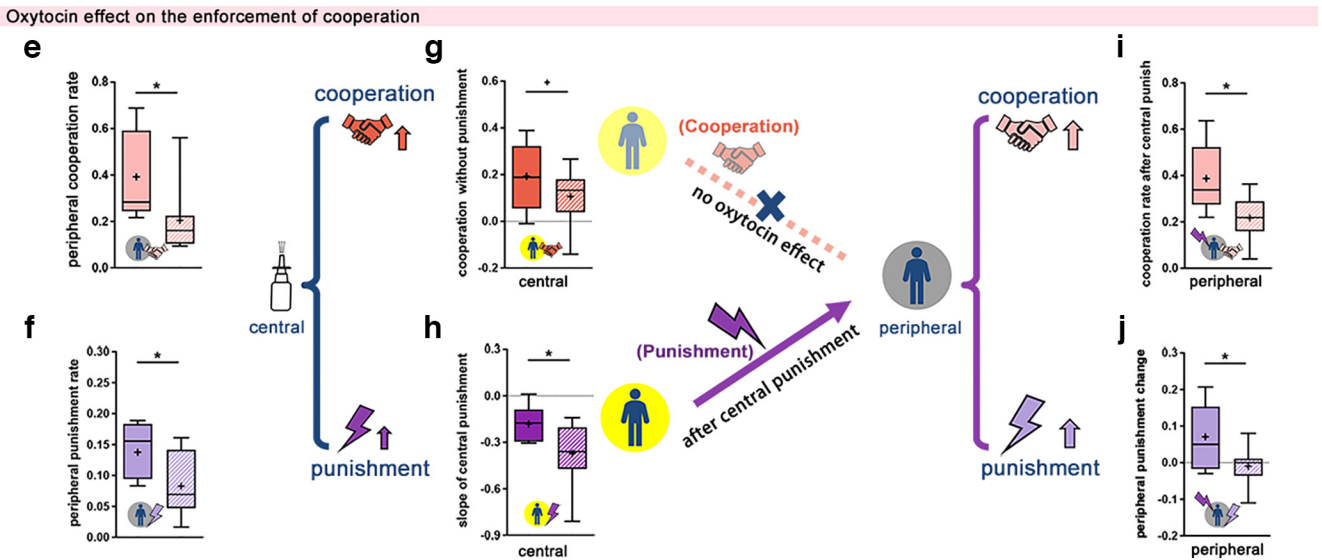 Oxytocin effect on the enforcement of cooperation
e
peripheral cooperation rate
0.8
0.6
0.4
0.2
0.0
*
f
peripheral punishment rate
0.30
0.25
0.20
0.15
0.10
0.05
0.00
*
central
cooperation
punishment
g
cooperation without punishment
0.6
0.4
0.2
0.0
-0.2
+
central
h
slope of central punishment
0.3
0.0
-0.3
-0.6
-0.9
*
central
(Cooperation)
no oxytocin effect
(Punishment)
after central punishment
peripheral
cooperation
punishment
i
cooperation rate after central punish
0.8
0.6
0.4
0.2
0.0
*
peripheral
j
peripheral punishment change
0.3
0.2
0.1
0.0
-0.1
-0.2
*
peripheral